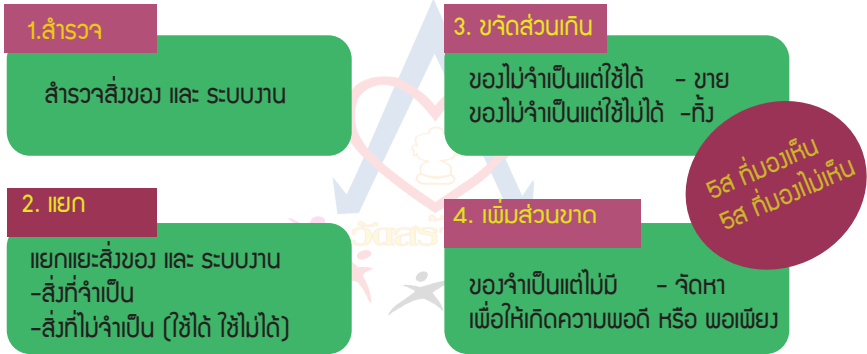 1.สำรวจ
สำรวจสิ่งของ และ ระบบงาน
2. แยก
แยกแยะสิ่งของ และ ระบบงาน
-สิ่งที่จำเป็น
-สิ่งที่ไม่จำเป็น (ใช้ได้ ใช้ไม่ได้)
3. ขจัดส่วนเกิน
ของไม่จำเป็นแต่ใช้ได้ - ขาย
ของไม่จำเป็นแต่ใช้ไม่ได้ -ทิ้ง
4. เพิ่มส่วนขาด
ของจำเป็นแต่ไม่มี - จัดหา
เพื่อให้เกิดความพอดี หรือ พอเพียง
5ส ที่มองเห็น
5ส ที่มองไม่เห็น